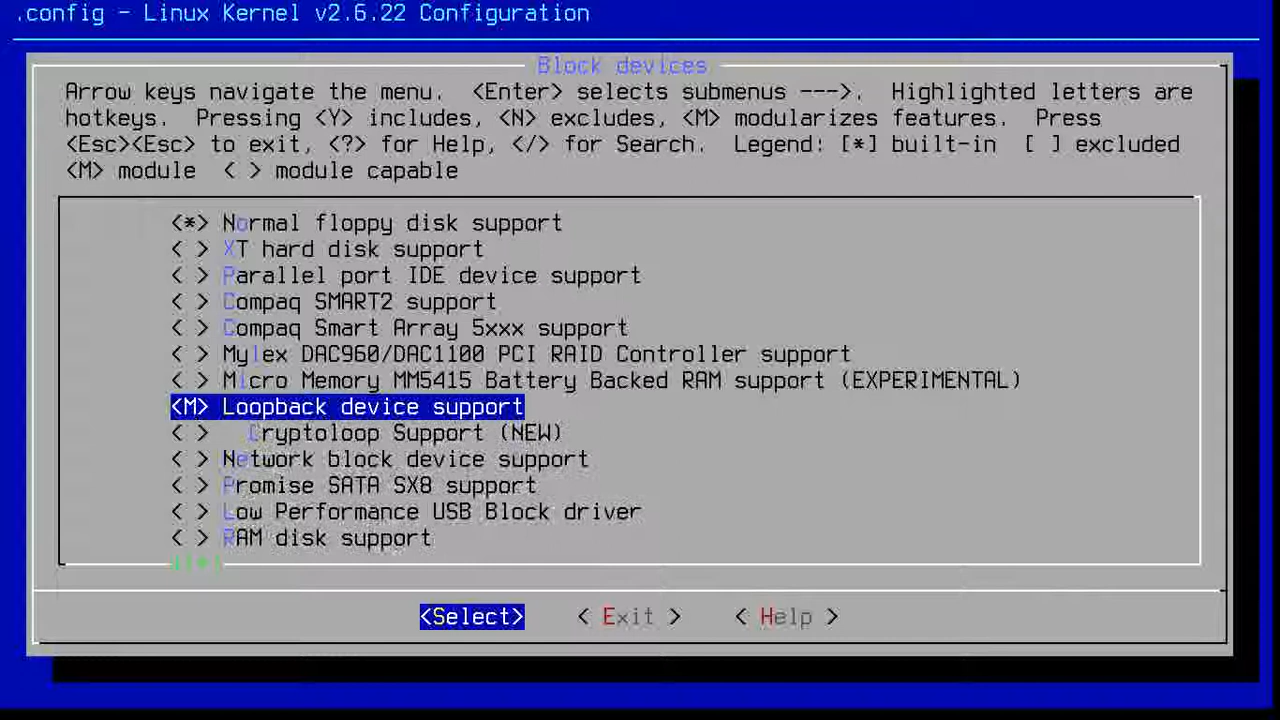 .config - Linux Kernel v2.6.22 Configuration
Block devices
Arrow keys navigate the menu.  <Enter> selects submenus --->.  Highlighted letters are
hotkeys.  Pressing <Y> includes, <N> excludes, <M> modularizes features.  Press
<Esc><Esc> to exit, <?> for Help, </> for Search.  Legend: [*] built-in  [ ] excluded
<M> module  < > module capable
<*> Normal floppy disk support
< > XT hard disk support
< > Parallel port IDE device support
< > Compaq SMART2 support
< > Compaq Smart Array 5xxx support
< > Mylex DAC960/DAC1100 PCI RAID Controller support
< > Micro Memory MM5415 Battery Backed RAM support (EXPERIMENTAL)
<M> Loopback device support
< >   Cryptoloop Support (NEW)
< > Network block device support
< > Promise SATA SX8 support
< > Low Performance USB Block driver
< > RAM disk support
<Select>    < Exit >    < Help >